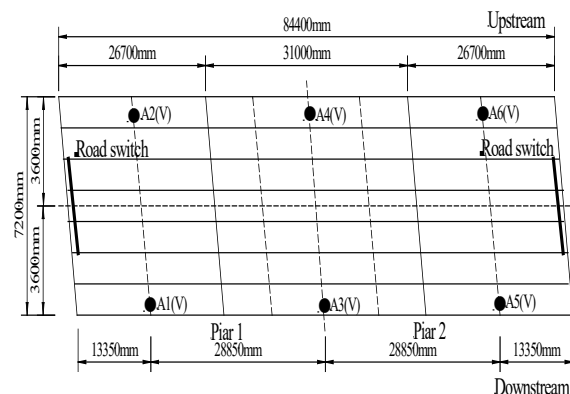 Upstream
84400mm
26700mm 31000mm 26700mm
A2(V) A4(V) A6(V)
Road switch Road switch
3600mm
7200mm
3600mm
A1(V) A3(V) A5(V)
Piar 1 Piar 2
13350mm 28850mm 28850mm 13350mm
Downstream